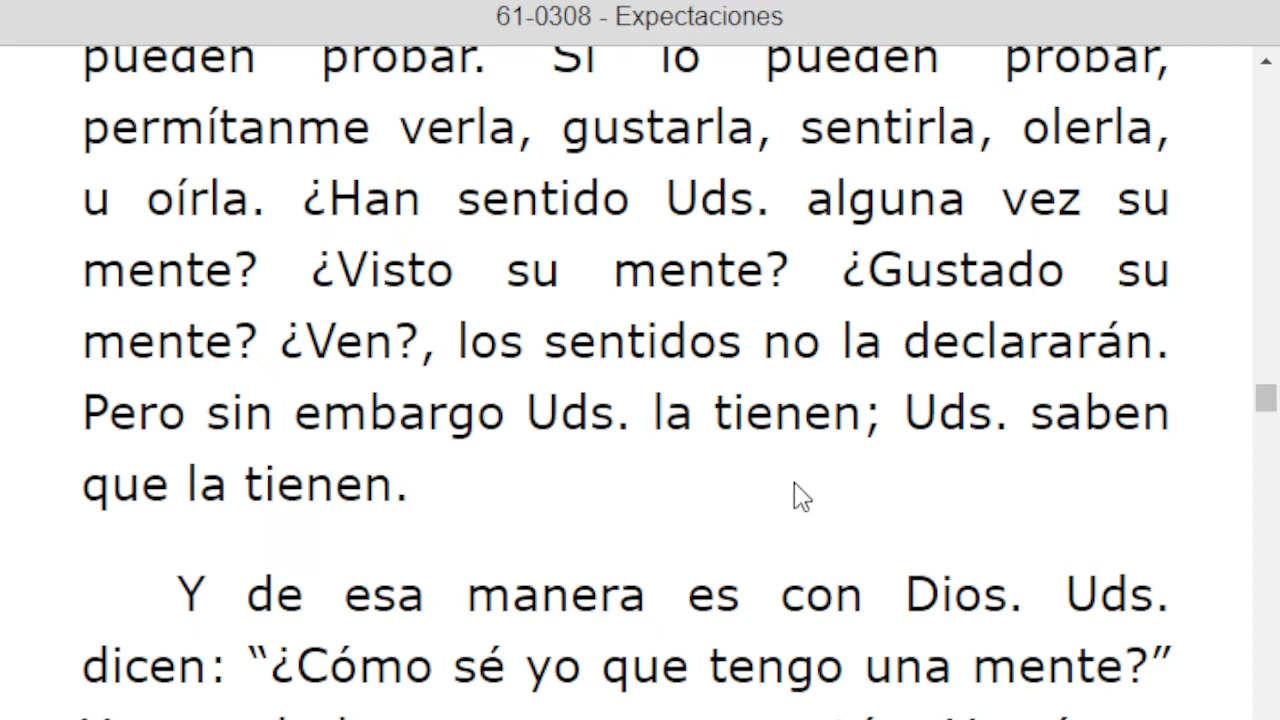 61-0308 - Expectaciones
pueden probar. Si lo pueden probar,
permítanme verla, gustarla, sentirla, olerla,
u oírla. ¿Han sentido Uds. alguna vez su
mente? ¿Visto su mente? ¿Gustado su
mente? ¿Ven?, los sentidos no la declararán.
Pero sin embargo Uds. la tienen; Uds. saben
que la tienen.
Y de esa manera es con Dios. Uds.
dicen: “¿Cómo sé yo que tengo una mente?”